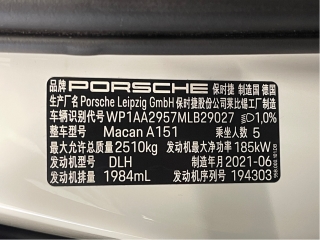 品牌 PORSCHE 保时捷 制造国 德国
生产厂名 Porsche Leipzig GmbH 保时捷股份公司莱比锡工厂制造
车辆识别代号 WP1AA2957MLB29027 1,0%
整车型号 Macan A151 乘坐人数 5
最大允许总质量 2510kg 发动机最大净功率 185kW
发动机型号 DLH 制造年月 2021-06
发动机排量 1984mL 发动机序列号 194303